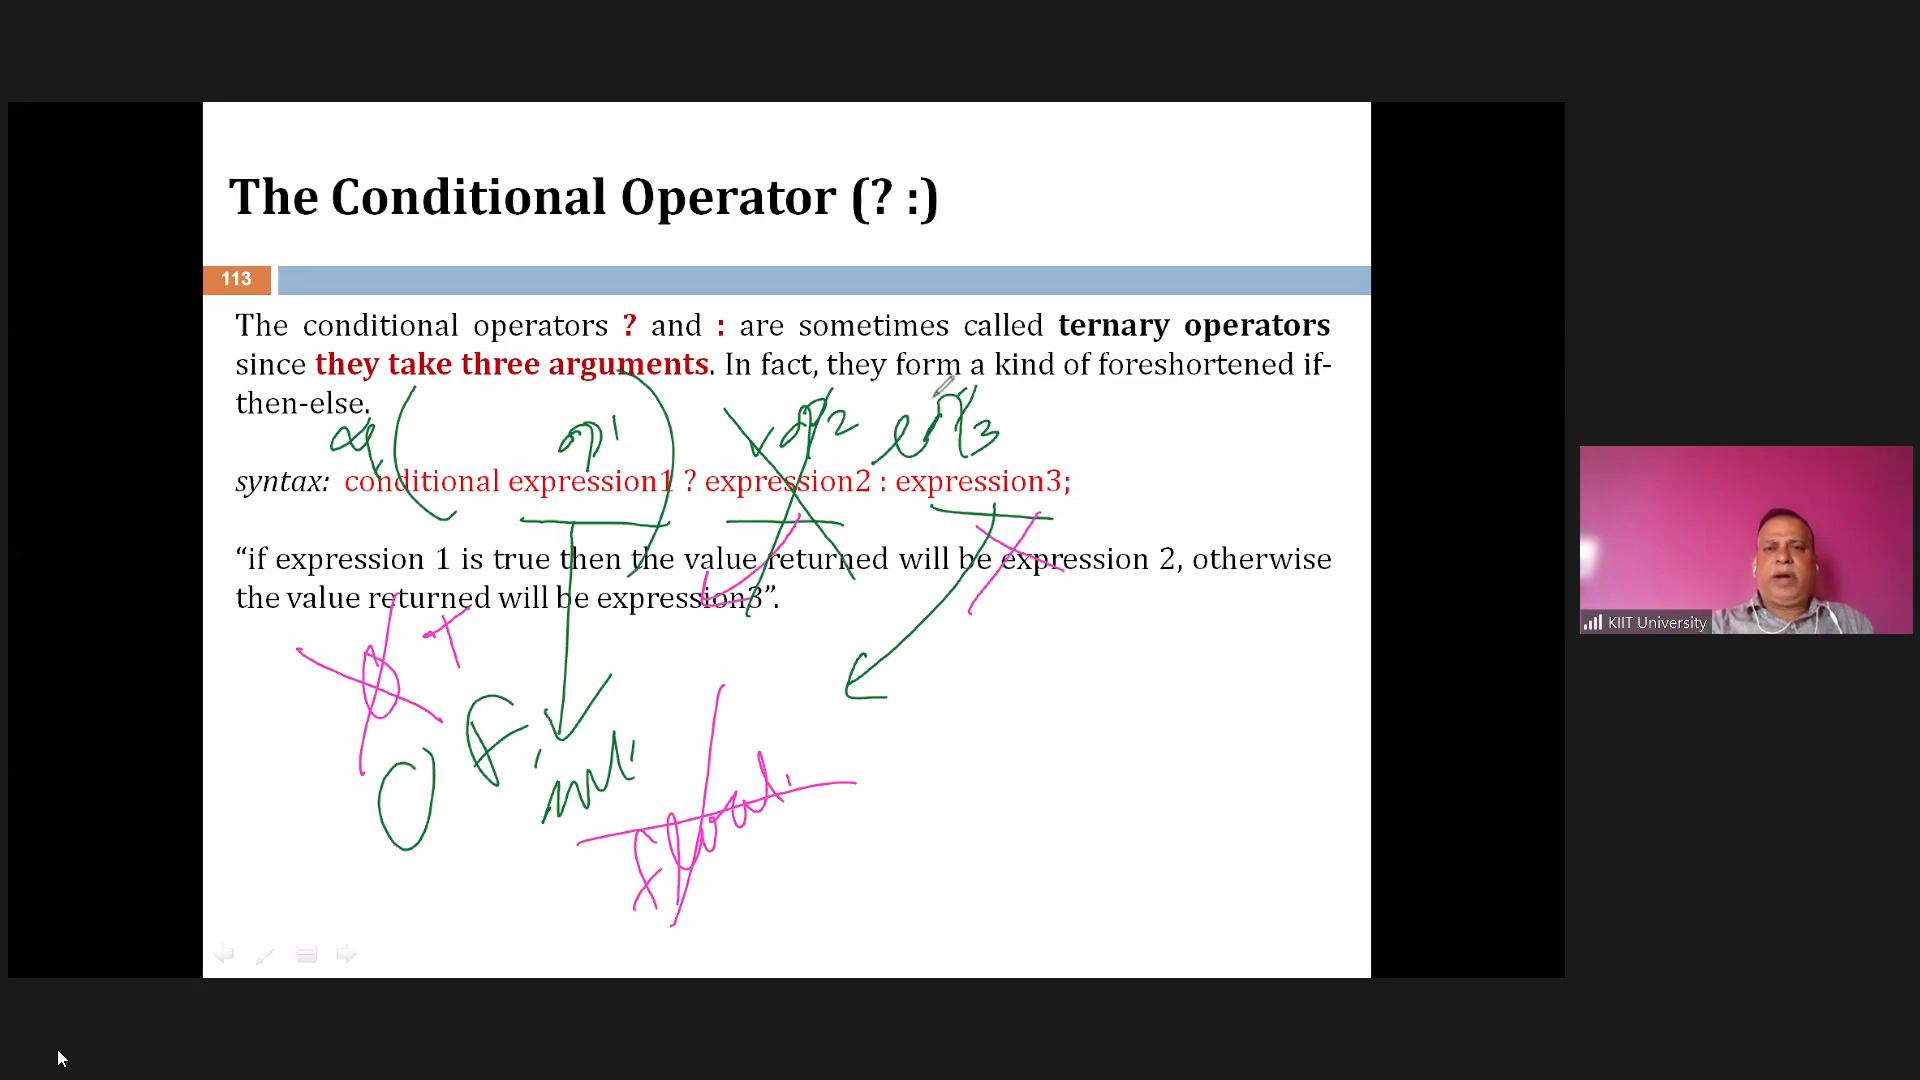 The Conditional Operator (? :)
113
The conditional operators ? and : are sometimes called ternary operators
since they take three arguments. In fact, they form a kind of foreshortened if-
then-else.
op1 op2
syntax: conditional expression1 ? expression2 : expression3;
“if expression 1 is true then the value returned will be expression 2, otherwise
the value returned will be expression3”.
KIIT University